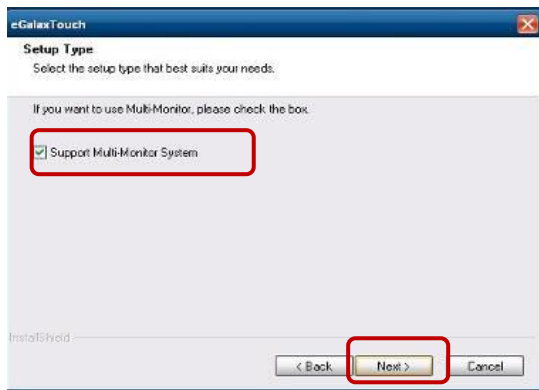 eGalaxTouch
Setup Type
Select the setup type that best suits your needs.
If you want to use Multi-Monitor, please check the box.
Support Multi-Monitor System
InstallShield
< Back
Next >
Cancel